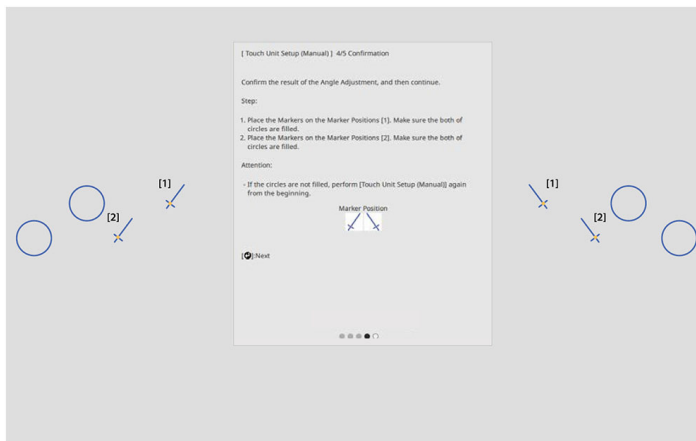 [ Touch Unit Setup (Manual) ] 4/5 Confirmation
Confirm the result of the Angle Adjustment, and then continue.
Step:
1. Place the Markers on the Marker Positions [1]. Make sure the both of
circles are filled.
2. Place the Markers on the Marker Positions [2]. Make sure the both of
circles are filled.
Attention:
- If the circles are not filled, perform [Touch Unit Setup (Manual)] again
from the beginning.
Marker Position
[ ]:Next
[1]
[2]
[1]
[2]